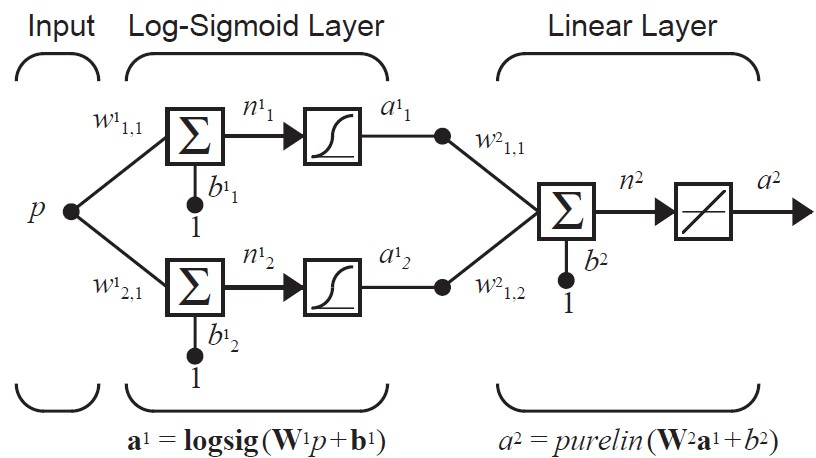 Input Log-Sigmoid Layer Linear Layer
w¹₁,₁ Σ n¹₁ a¹₁ w²₁,₁
b¹₁
1
p Σ n² a²
b²
1
w¹₂,₁ Σ n¹₂ a¹₂ w²₁,₂
b¹₂
1
a¹ = logsig (W¹p + b¹) a² = purelin (W²a¹ + b²)